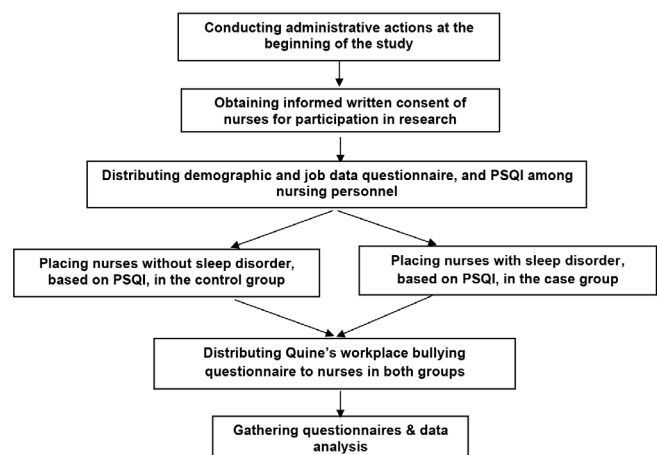 Conducting administrative actions at the
beginning of the study
Obtaining informed written consent of
nurses for participation in research
Distributing demographic and job data questionnaire, and PSQI among
nursing personnel
Placing nurses without sleep disorder,
based on PSQI, in the control group
Placing nurses with sleep disorder,
based on PSQI, in the case group
Distributing Quine's workplace bullying
questionnaire to nurses in both groups
Gathering questionnaires & data
analysis